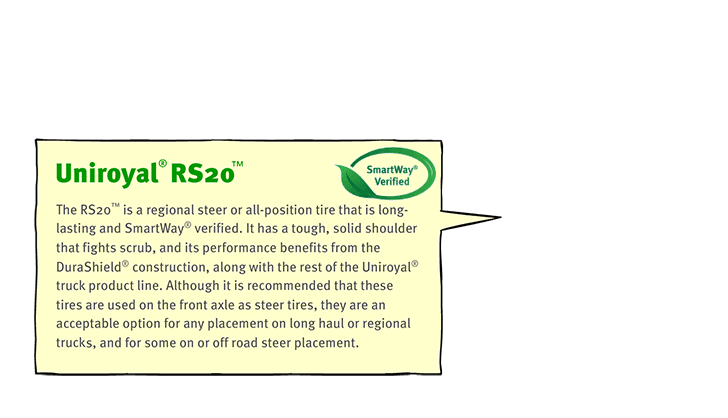 Uniroyal® RS20™
SmartWay®
Verified
The RS20™ is a regional steer or all-position tire that is long-
lasting and SmartWay® verified. It has a tough, solid shoulder
that fights scrub, and its performance benefits from the
DuraShield® construction, along with the rest of the Uniroyal®
truck product line. Although it is recommended that these
tires are used on the front axle as steer tires, they are an
acceptable option for any placement on long haul or regional
trucks, and for some on or off road steer placement.